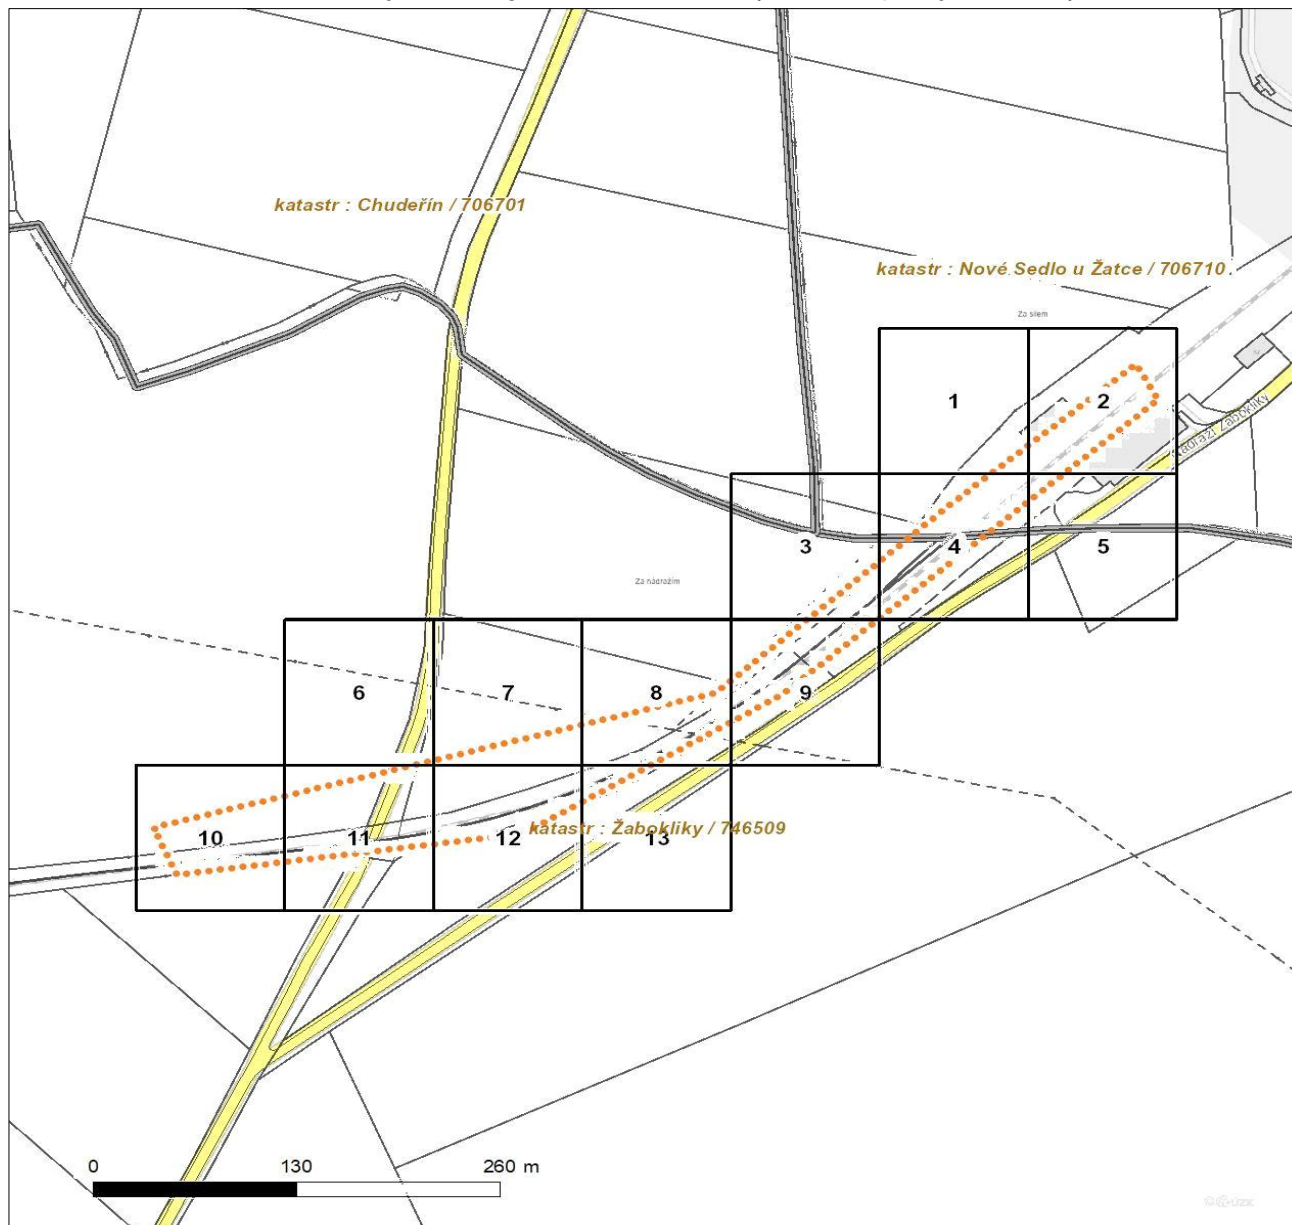 katastr : Chudeřín / 706701
katastr : Nové Sedlo u Žatce / 706710
Za silem
1
2
nádraží Žabokliky
3
4
5
Za nádražím
6
7
8
9
10
11
12
katastr : Žabokliky / 746509
13
0
130
260 m
© ČÚZK